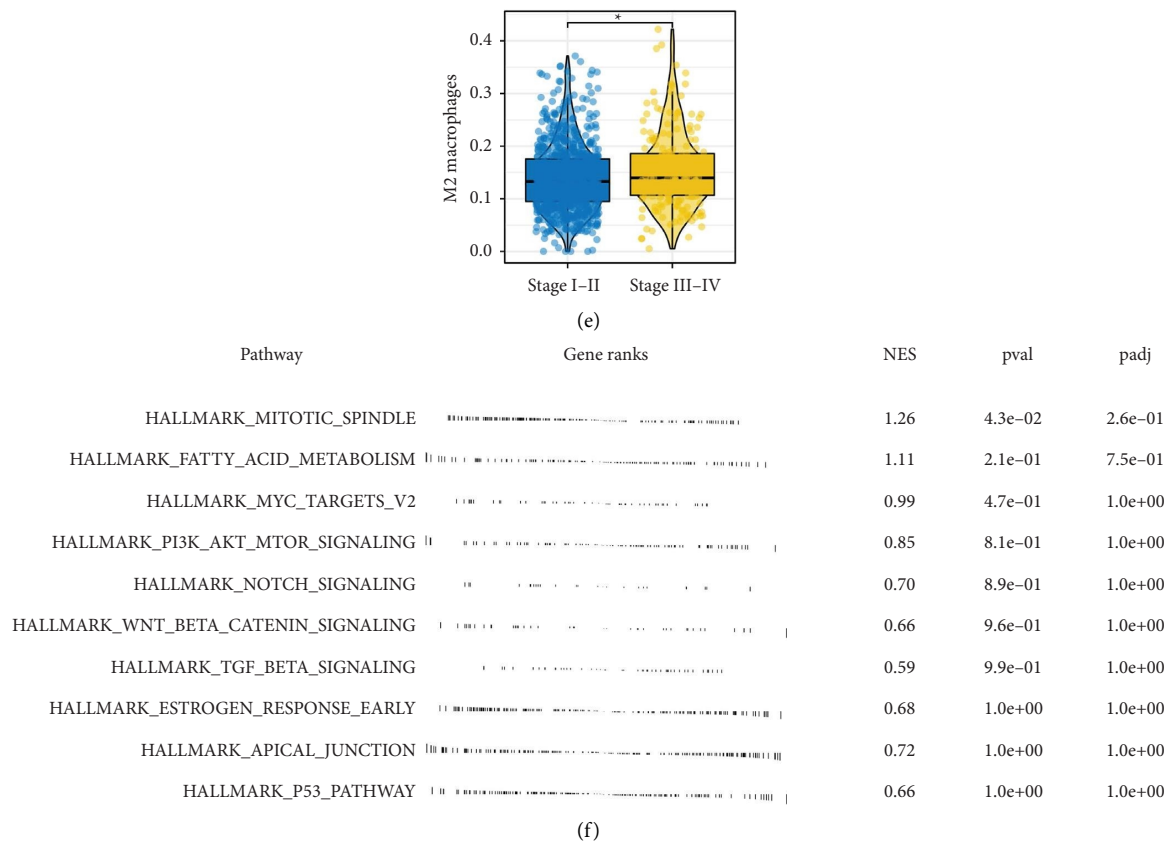 *
0.4
0.3
0.2
0.1
0.0
M2 macrophages
Stage I–II Stage III–IV
(e)
Pathway Gene ranks NES pval padj
HALLMARK_MITOTIC_SPINDLE 1.26 4.3e–02 2.6e–01
HALLMARK_FATTY_ACID_METABOLISM 1.11 2.1e–01 7.5e–01
HALLMARK_MYC_TARGETS_V2 0.99 4.7e–01 1.0e+00
HALLMARK_PI3K_AKT_MTOR_SIGNALING 0.85 8.1e–01 1.0e+00
HALLMARK_NOTCH_SIGNALING 0.70 8.9e–01 1.0e+00
HALLMARK_WNT_BETA_CATENIN_SIGNALING 0.66 9.6e–01 1.0e+00
HALLMARK_TGF_BETA_SIGNALING 0.59 9.9e–01 1.0e+00
HALLMARK_ESTROGEN_RESPONSE_EARLY 0.68 1.0e+00 1.0e+00
HALLMARK_APICAL_JUNCTION 0.72 1.0e+00 1.0e+00
HALLMARK_P53_PATHWAY 0.66 1.0e+00 1.0e+00
(f)